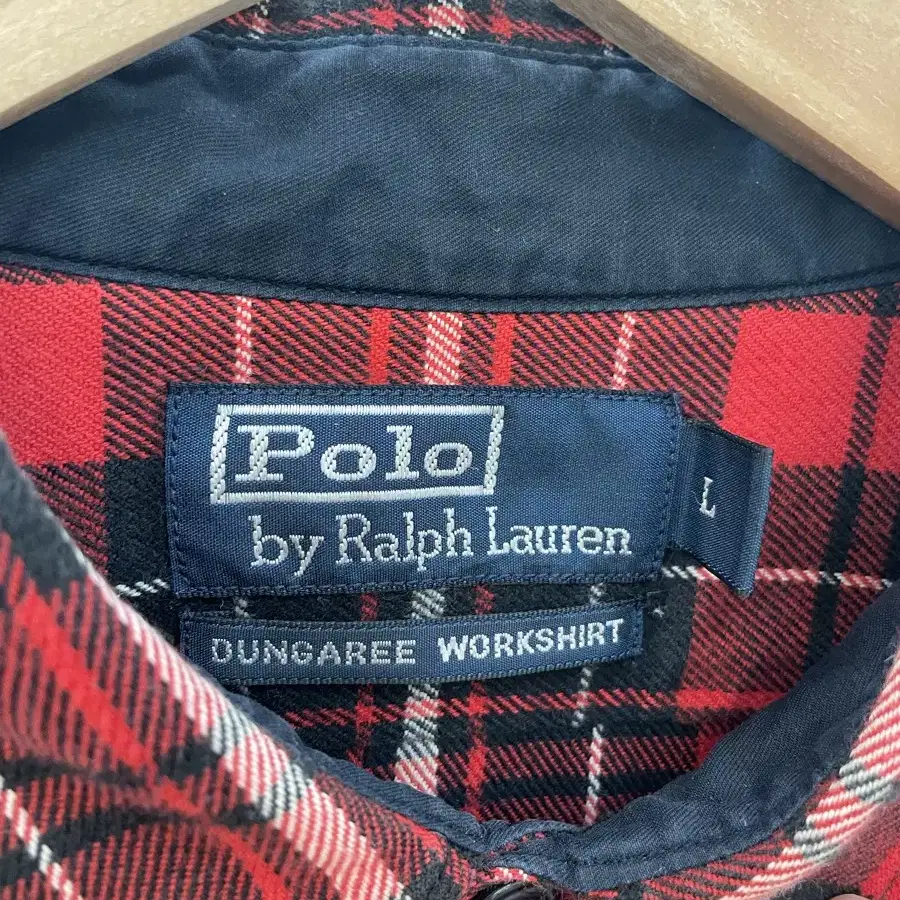 Polo
by Ralph Lauren
L
DUNGAREE WORKSHIRT